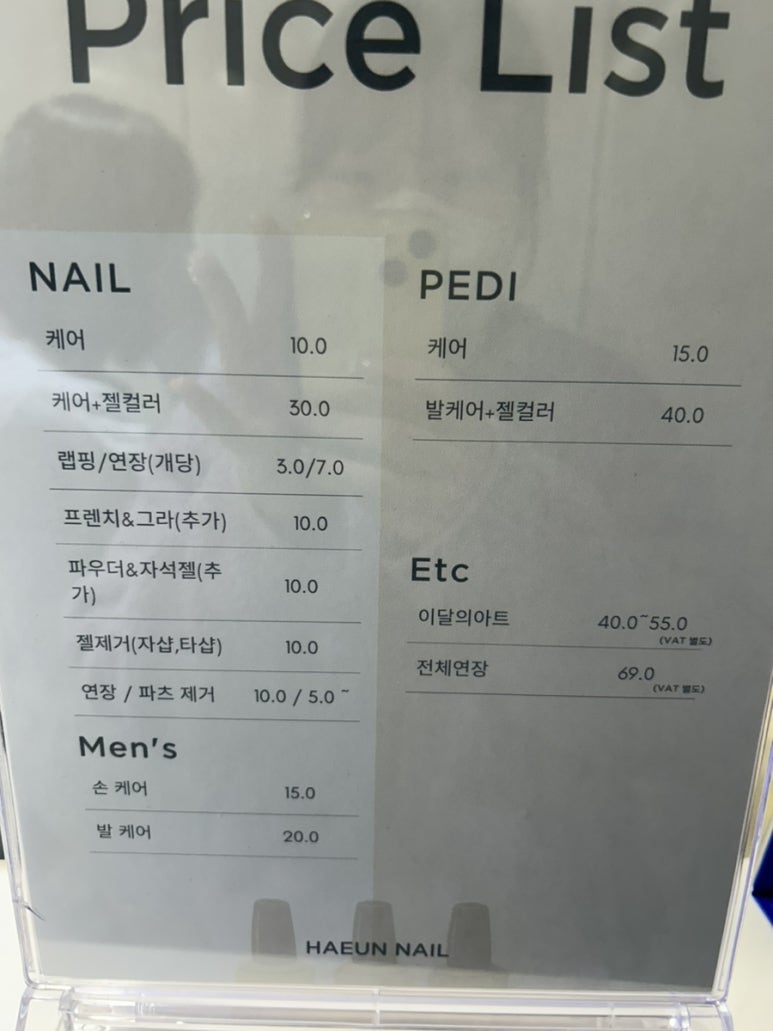 Price List
NAIL
케어 10.0
케어+젤컬러 30.0
랩핑/연장(개당) 3.0/7.0
프렌치&그라(추가) 10.0
파우더&자석젤(추
가) 10.0
젤제거(자샵,타샵) 10.0
연장 / 파츠 제거 10.0 / 5.0 ~
Men's
손 케어 15.0
발 케어 20.0
PEDI
케어 15.0
발케어+젤컬러 40.0
Etc
이달의아트 40.0~55.0
(VAT 별도)
전체연장 69.0
(VAT 별도)
HAEUN NAIL